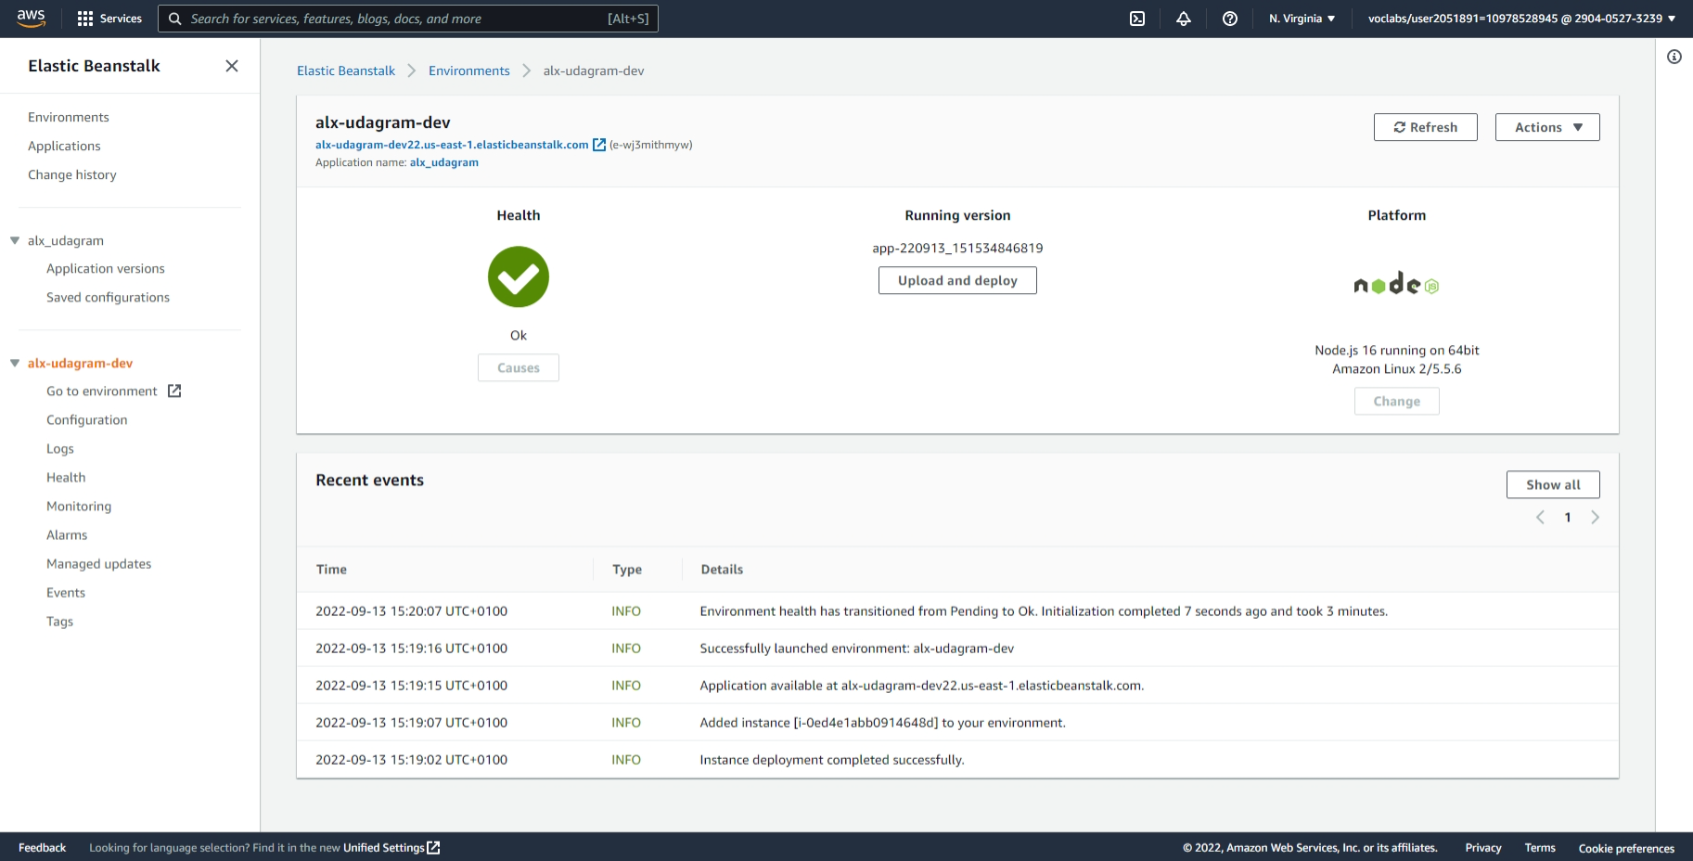 aws Services Search for services, features, blogs, docs, and more [Alt+S] N. Virginia ▼ voclabs/user2051891=10978528945 @ 2904-0527-3239 ▼
Elastic Beanstalk
Environments
Applications
Change history
alx_udagram
Application versions
Saved configurations
alx-udagram-dev
Go to environment
Configuration
Logs
Health
Monitoring
Alarms
Managed updates
Events
Tags
Elastic Beanstalk > Environments > alx-udagram-dev
alx-udagram-dev
alx-udagram-dev22.us-east-1.elasticbeanstalk.com (e-wj3mithmyw)
Application name: alx_udagram
Refresh Actions ▼
Health
Ok
Causes
Running version
app-220913_151534846819
Upload and deploy
Platform
node JS
Node.js 16 running on 64bit
Amazon Linux 2/5.5.6
Change
Recent events
Show all
< 1 >
Time Type Details
2022-09-13 15:20:07 UTC+0100 INFO Environment health has transitioned from Pending to Ok. Initialization completed 7 seconds ago and took 3 minutes.
2022-09-13 15:19:16 UTC+0100 INFO Successfully launched environment: alx-udagram-dev
2022-09-13 15:19:15 UTC+0100 INFO Application available at alx-udagram-dev22.us-east-1.elasticbeanstalk.com.
2022-09-13 15:19:07 UTC+0100 INFO Added instance [i-0ed4e1abb0914648d] to your environment.
2022-09-13 15:19:02 UTC+0100 INFO Instance deployment completed successfully.
Feedback Looking for language selection? Find it in the new Unified Settings © 2022, Amazon Web Services, Inc. or its affiliates. Privacy Terms Cookie preferences